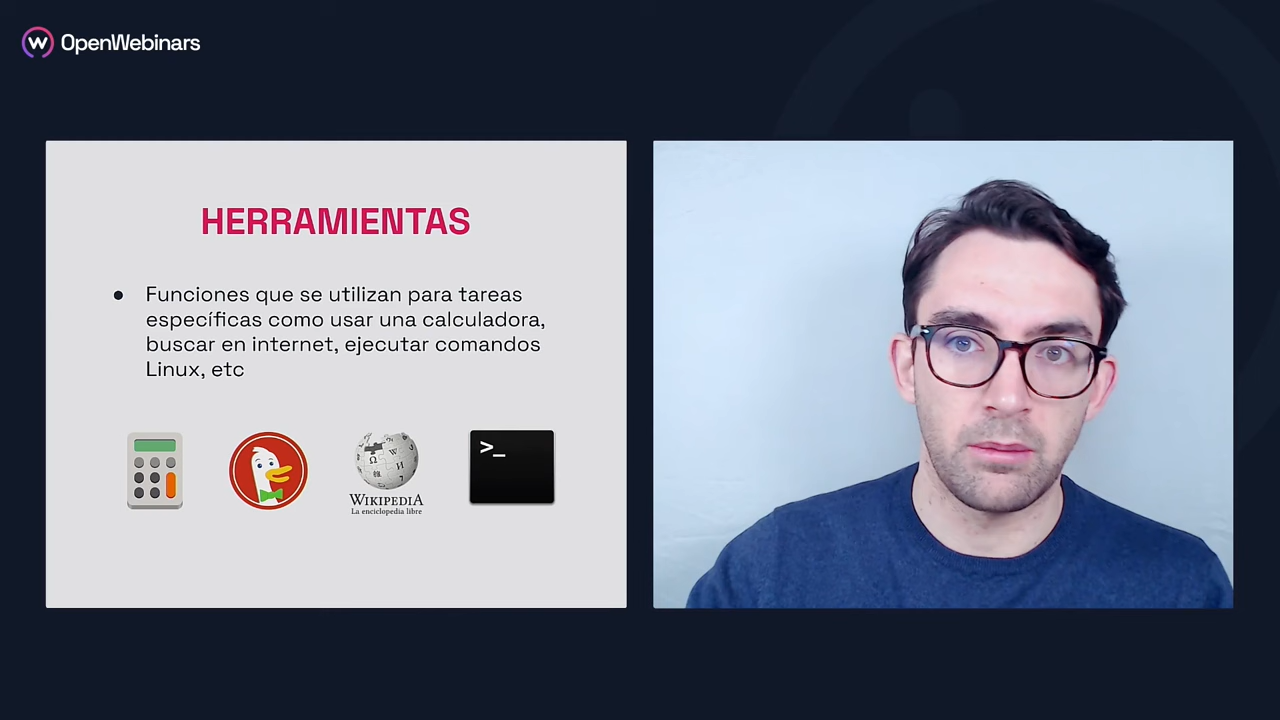 OpenWebinars
HERRAMIENTAS
● Funciones que se utilizan para tareas
específicas como usar una calculadora,
buscar en internet, ejecutar comandos
Linux, etc
>_
WIKIPEDIA
La enciclopedia libre